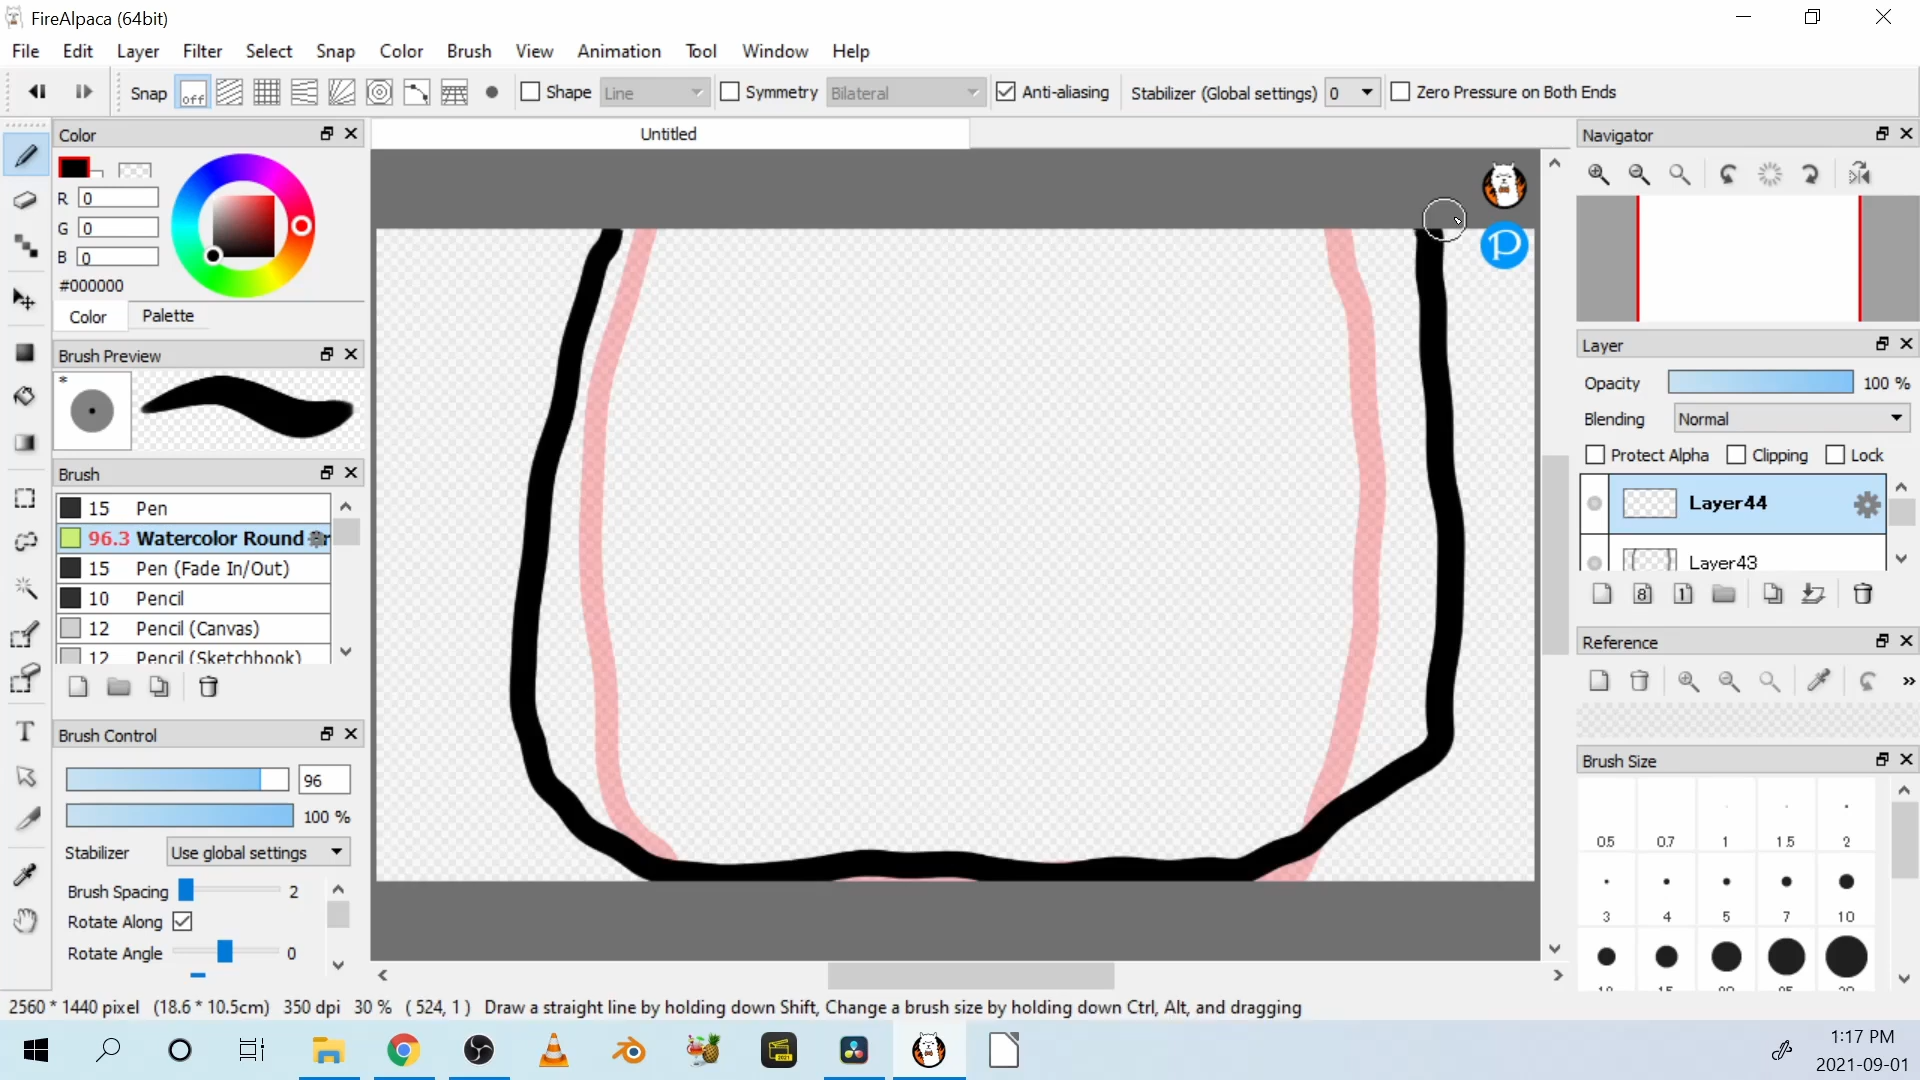 FireAlpaca (64bit)
File Edit Layer Filter Select Snap Color Brush View Animation Tool Window Help
Snap off Shape Line Symmetry Bilateral Anti-aliasing Stabilizer (Global settings) 0 Zero Pressure on Both Ends
Color
R 0
G 0
B 0
#000000
Color Palette
Brush Preview
*
Brush
15 Pen
96.3 Watercolor Round
15 Pen (Fade In/Out)
10 Pencil
12 Pencil (Canvas)
12 Pencil (Sketchbook)
Brush Control
96
100 %
Stabilizer Use global settings
Brush Spacing 2
Rotate Along
Rotate Angle 0
Untitled
P
Navigator
Layer
Opacity 100 %
Blending Normal
Protect Alpha Clipping Lock
Layer44
Layer43
8 1
Reference
»
Brush Size
0.5 0.7 1 1.5 2
3 4 5 7 10
2560 * 1440 pixel (18.6 * 10.5cm) 350 dpi 30 % ( 524, 1 ) Draw a straight line by holding down Shift, Change a brush size by holding down Ctrl, Alt, and dragging
2021
1:17 PM
2021-09-01